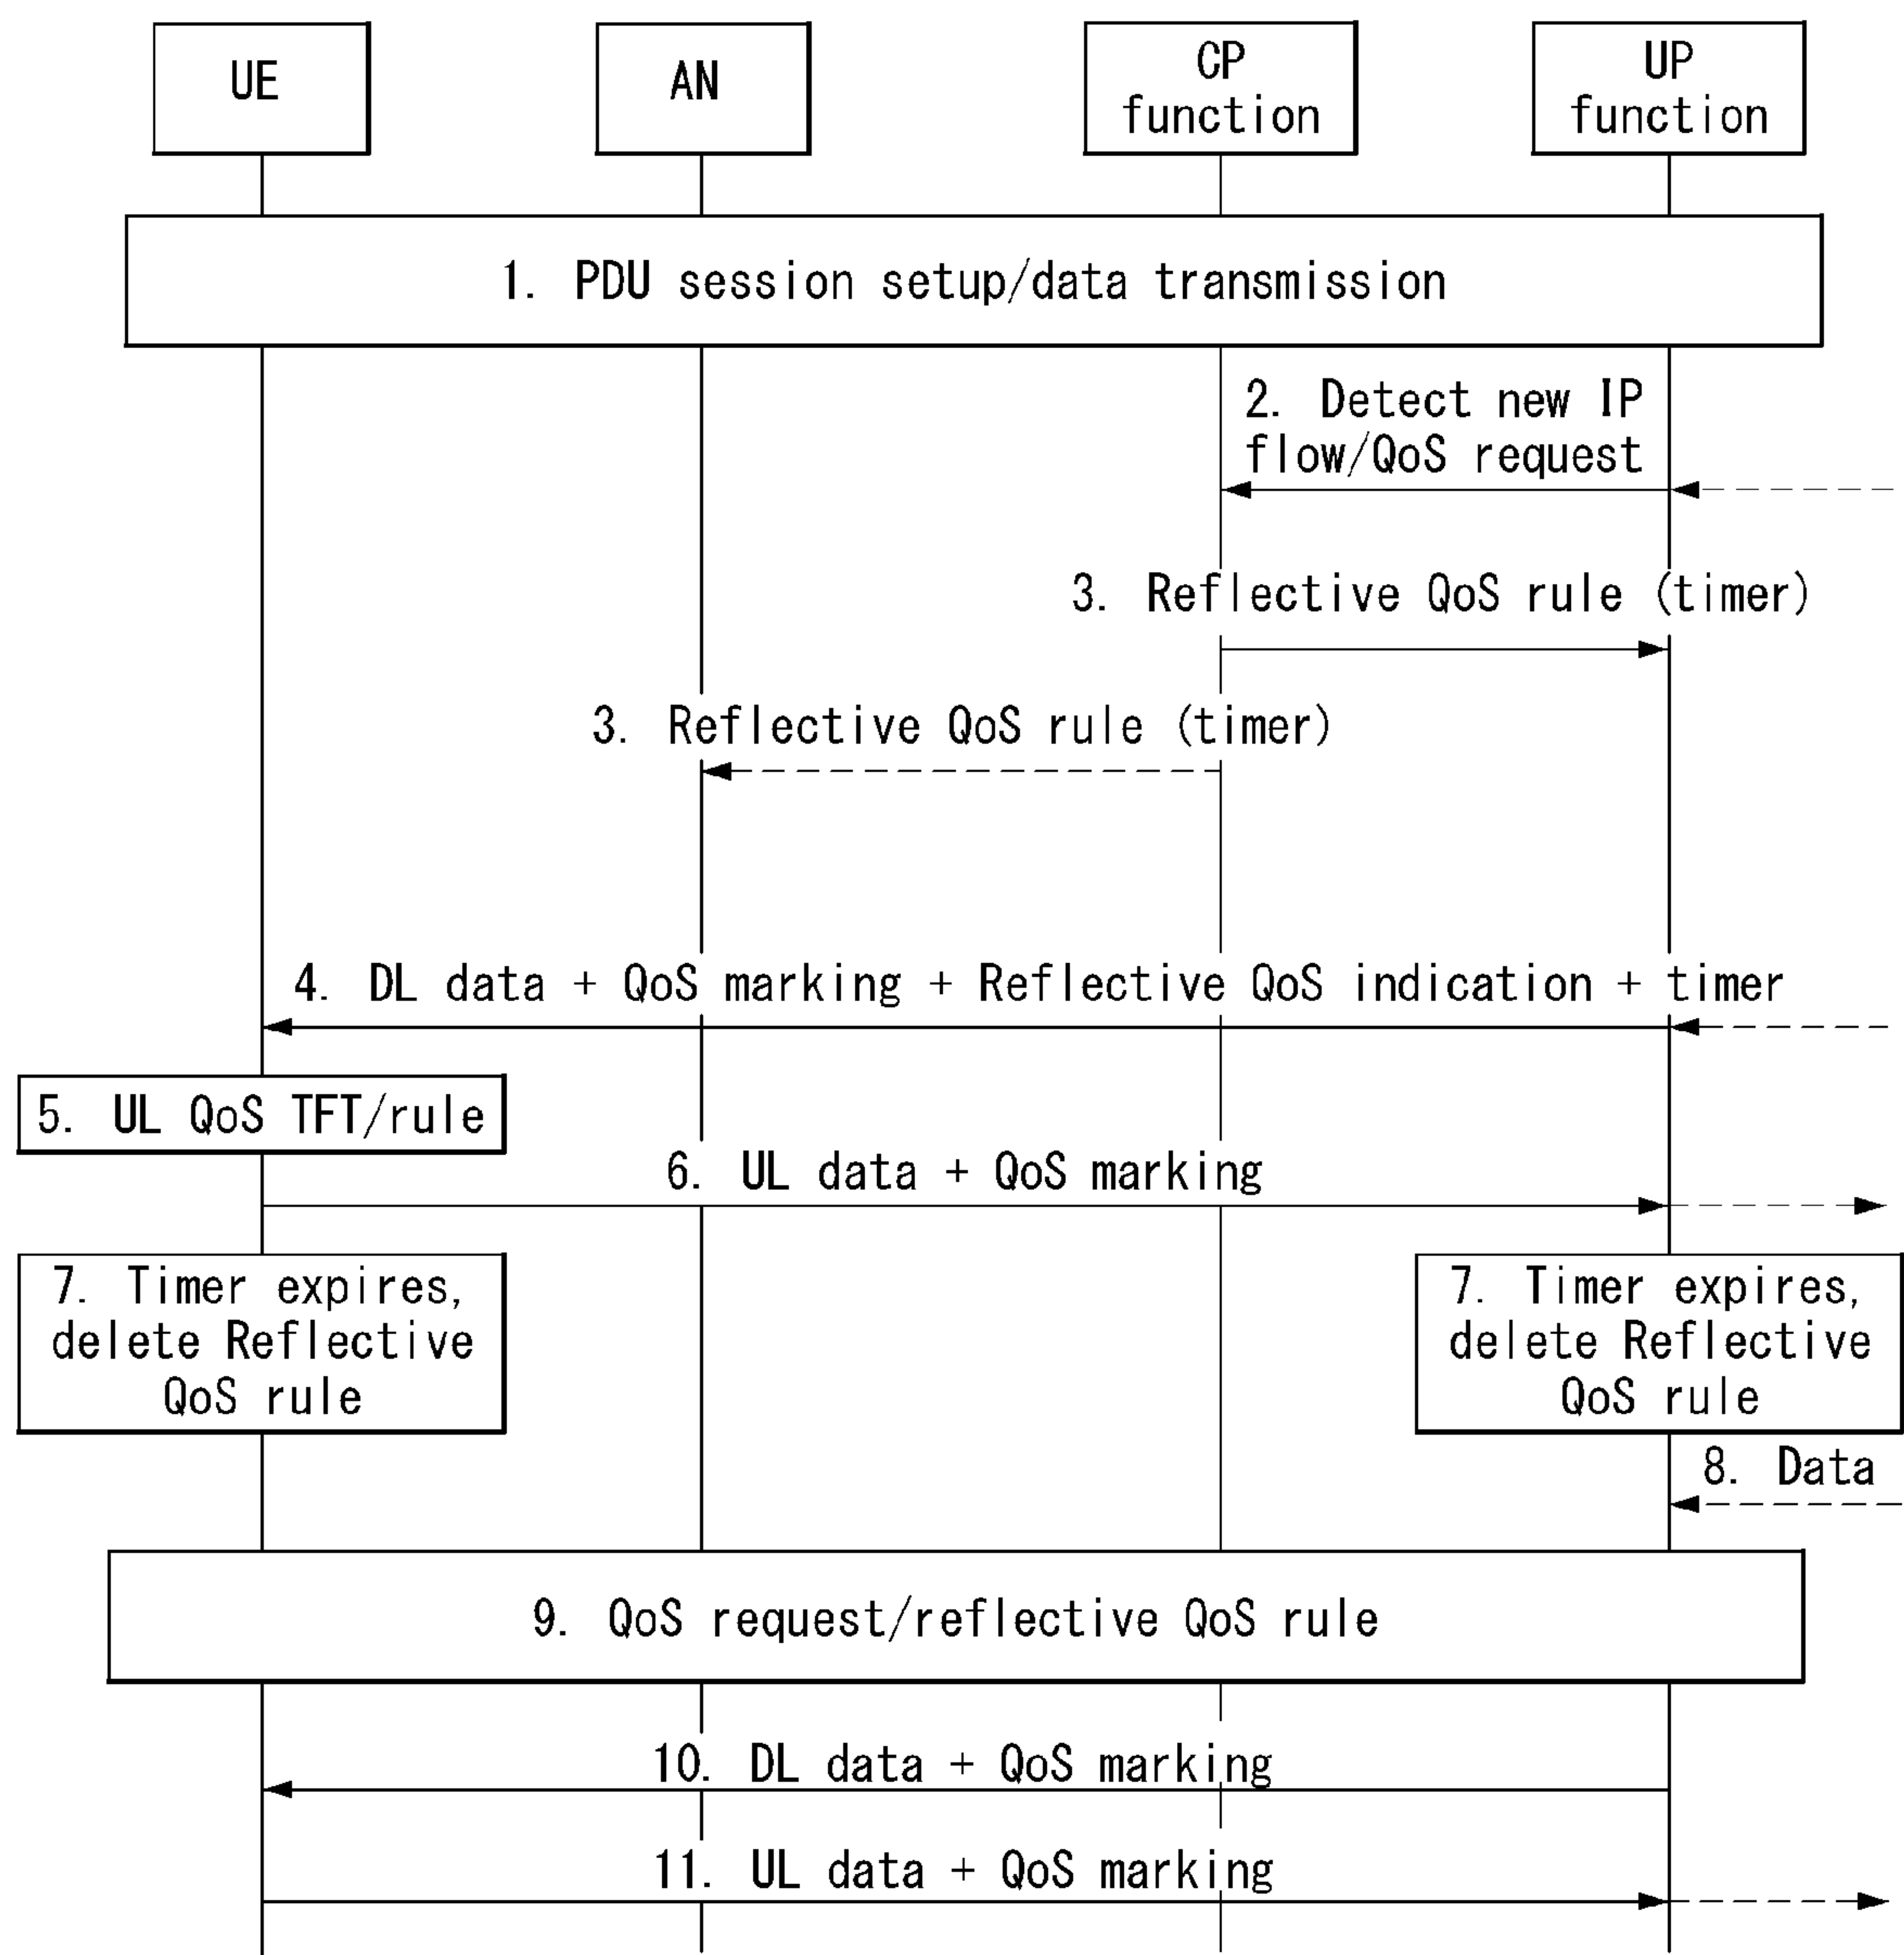 UE
AN
CP
function
UP
function
1. PDU session setup/data transmission
2. Detect new IP
flow/QoS request
3. Reflective QoS rule (timer)
3. Reflective QoS rule (timer)
4. DL data + QoS marking + Reflective QoS indication + timer
5. UL QoS TFT/rule
6. UL data + QoS marking
7. Timer expires,
delete Reflective
QoS rule
7. Timer expires,
delete Reflective
QoS rule
8. Data
9. QoS request/reflective QoS rule
10. DL data + QoS marking
11. UL data + QoS marking